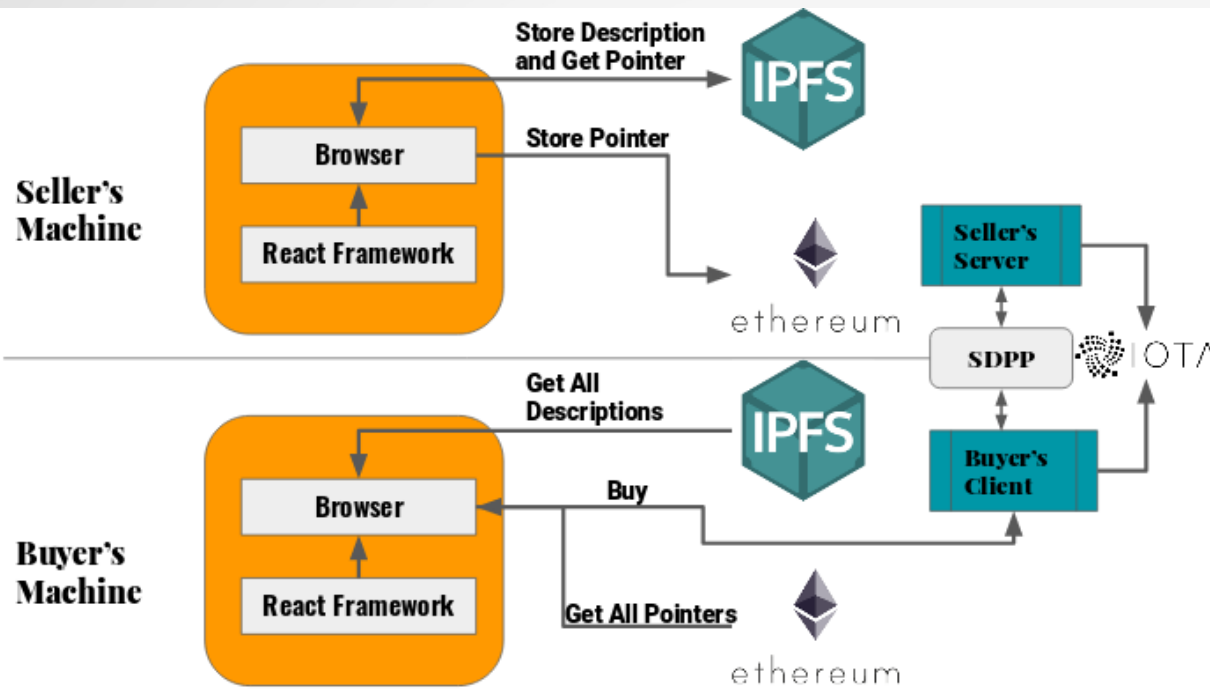 Store Description
and Get Pointer
IPFS
Browser
Store Pointer
Seller's
Machine
React Framework
ethereum
Seller's
Server
SDPP
IOTA
Get All
Descriptions
IPFS
Browser
Buy
Buyer's
Client
Buyer's
Machine
React Framework
Get All Pointers
ethereum